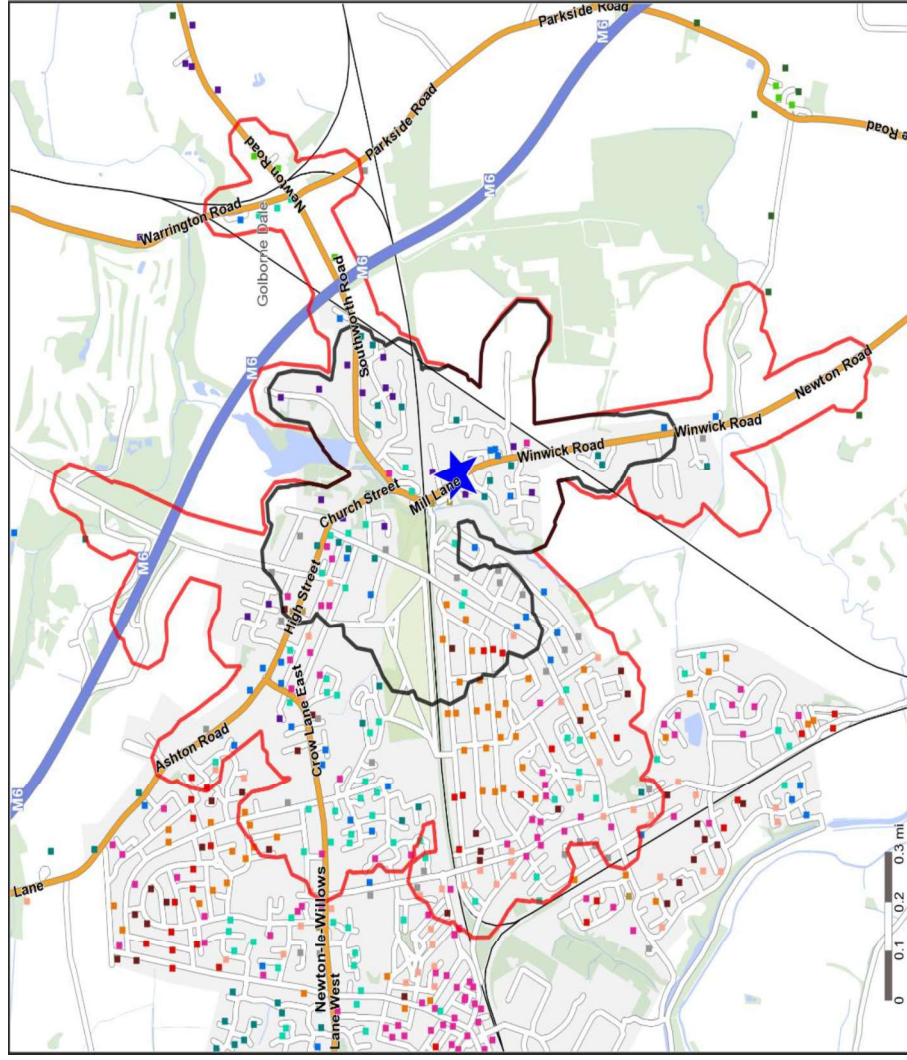 Parkside Road
M6
Newton Road
Parkside Road
Warrington Road
e Road
M6
Golborne Dale
Southworth Road
M6
M6
Newton Road
Winwick Road
Winwick Road
Church Street
Mill Lane
M6
High Street
Crow Lane East
Ashton Road
M6
Lane
Newton-le-Willows
Lane West
0 0.1 0.2 0.3 mi